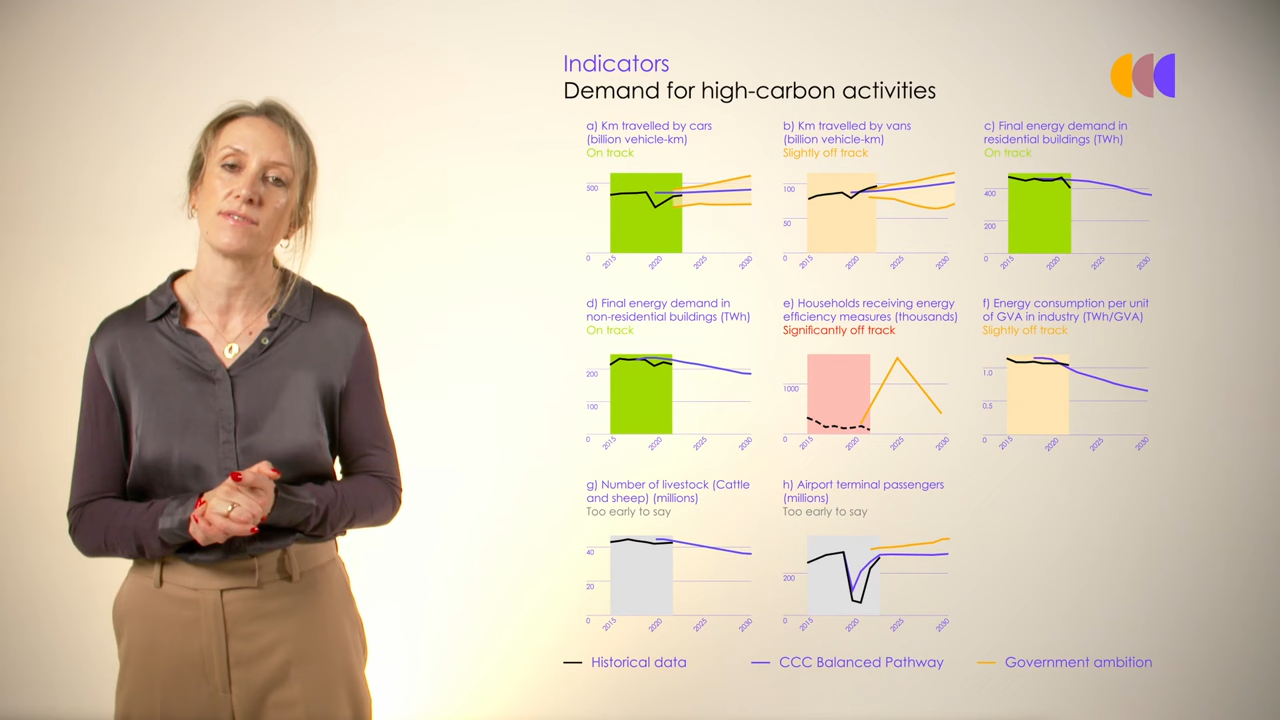 Indicators
Demand for high-carbon activities
a) Km travelled by cars
(billion vehicle-km)
On track
500
0
2015
2020
2025
2030
b) Km travelled by vans
(billion vehicle-km)
Slightly off track
100
50
0
2015
2020
2025
2030
c) Final energy demand in
residential buildings (TWh)
On track
400
200
0
2015
2020
2025
2030
d) Final energy demand in
non-residential buildings (TWh)
On track
200
100
0
2015
2020
2025
2030
e) Households receiving energy
efficiency measures (thousands)
Significantly off track
1000
0
2015
2020
2025
2030
f) Energy consumption per unit
of GVA in industry (TWh/GVA)
Slightly off track
1.0
0.5
0
2015
2020
2025
2030
g) Number of livestock (Cattle
and sheep) (millions)
Too early to say
40
20
0
2015
2020
2025
2030
h) Airport terminal passengers
(millions)
Too early to say
200
0
2015
2020
2025
2030
Historical data
CCC Balanced Pathway
Government ambition